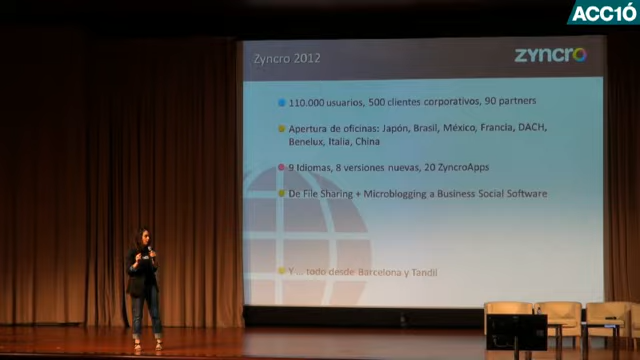 ACC1Ó
Zyncro 2012
zyncro
110.000 usuarios, 500 clientes corporativos, 90 partners
Apertura de oficinas: Japón, Brasil, México, Francia, DACH,
Benelux, Italia, China
9 Idiomas, 8 versiones nuevas, 20 ZyncroApps
De File Sharing + Microblogging a Business Social Software
Y... todo desde Barcelona y Tandil